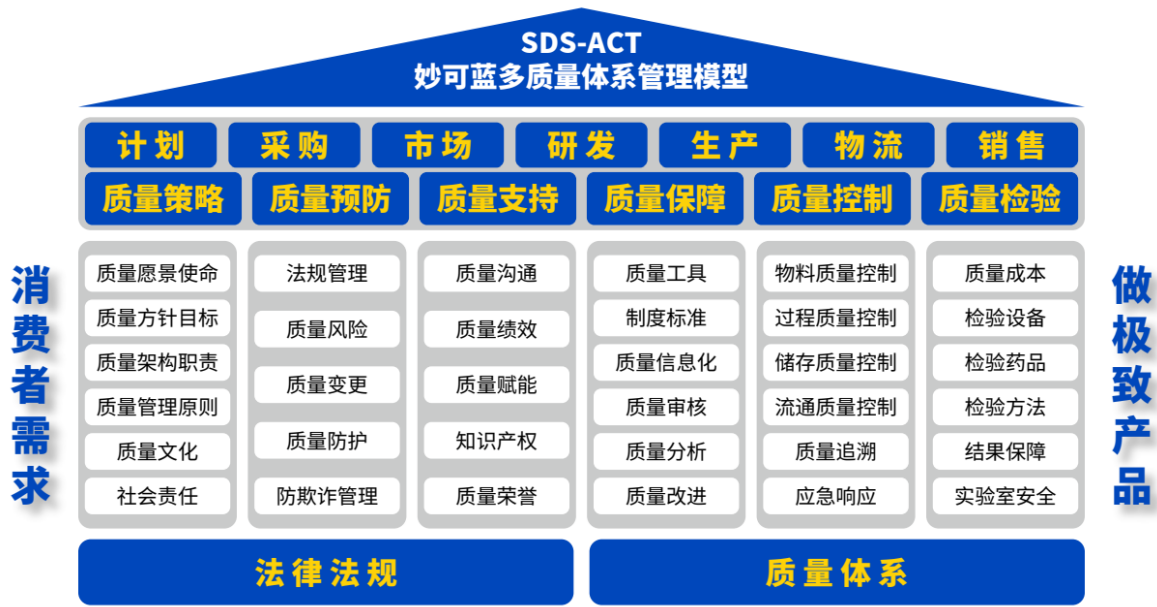 SDS-ACT
妙可蓝多质量体系管理模型
计划 采购 市场 研发 生产 物流 销售
质量策略 质量预防 质量支持 质量保障 质量控制 质量检验
消费者需求
质量愿景使命
质量方针目标
质量架构职责
质量管理原则
质量文化
社会责任
法规管理
质量风险
质量变更
质量防护
防欺诈管理
质量沟通
质量绩效
质量赋能
知识产权
质量荣誉
质量工具
制度标准
质量信息化
质量审核
质量分析
质量改进
物料质量控制
过程质量控制
储存质量控制
流通质量控制
质量追溯
应急响应
质量成本
检验设备
检验药品
检验方法
结果保障
实验室安全
做极致产品
法律法规 质量体系